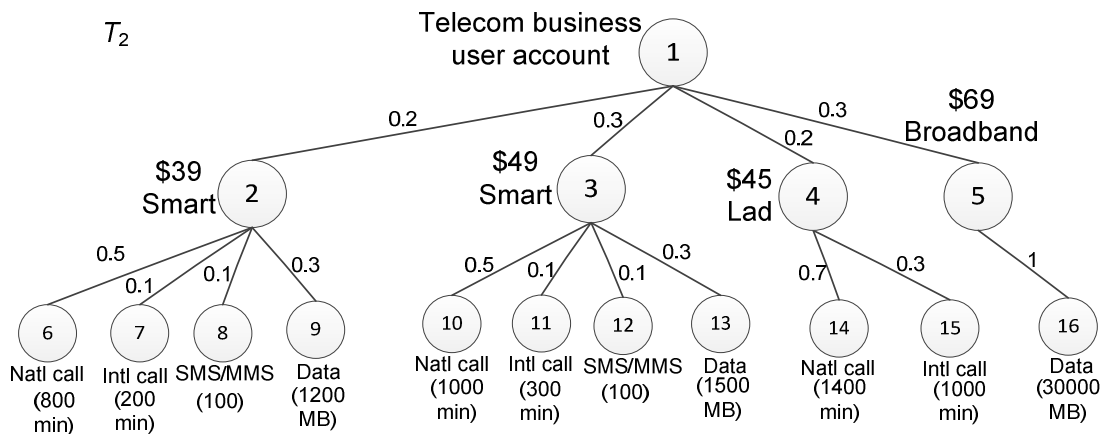 T2
Telecom business
user account
1
0.2
0.3
0.2
0.3
$69
Broadband
$39
Smart
2
$49
Smart
3
$45
Lad
4
5
0.5
0.1
0.1
0.3
0.5
0.1
0.1
0.3
0.7
0.3
1
6
7
8
9
10
11
12
13
14
15
16
Natl call
(800
min)
Intl call
(200
min)
SMS/MMS
(100)
Data
(1200
MB)
Natl call
(1000
min)
Intl call
(300
min)
SMS/MMS
(100)
Data
(1500
MB)
Natl call
(1400
min)
Intl call
(1000
min)
Data
(30000
MB)